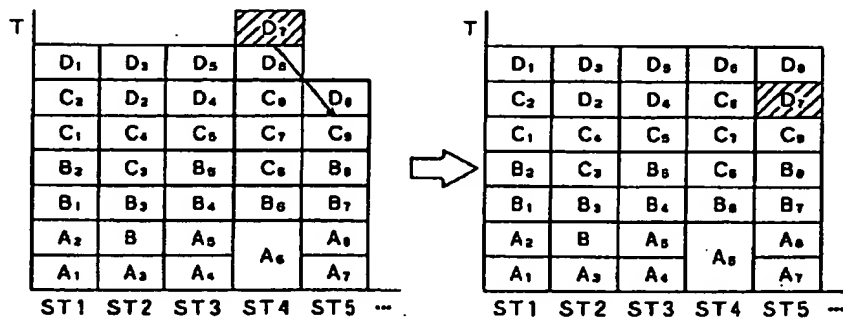 T
D₇
D₁ D₃ D₅ D₆
C₂ D₂ D₄ C₈ D₈
C₁ C₄ C₅ C₇ C₉
B₂ C₃ B₅ C₆ B₈
B₁ B₃ B₄ B₆ B₇
A₂ B A₅ A₆ A₈
A₁ A₃ A₄ A₇
ST1 ST2 ST3 ST4 ST5 ...
T
D₁ D₃ D₅ D₆ D₈
C₂ D₂ D₄ C₈ D₇
C₁ C₄ C₅ C₇ C₉
B₂ C₃ B₅ C₆ B₈
B₁ B₃ B₄ B₆ B₇
A₂ B A₅ A₆ A₈
A₁ A₃ A₄ A₇
ST1 ST2 ST3 ST4 ST5 ...